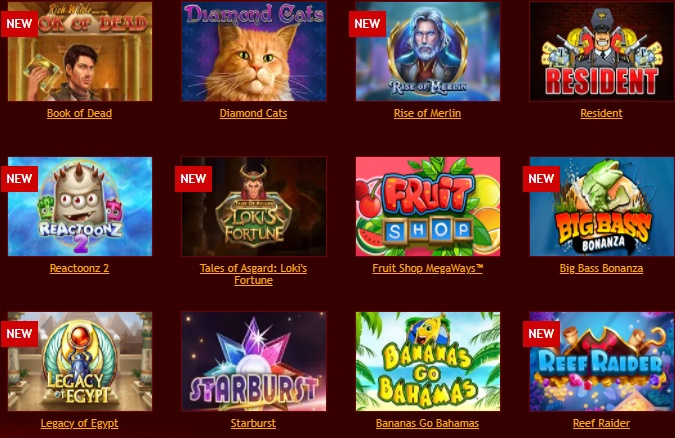 NEW
Rich Wilde and the
BOOK OF DEAD
Book of Dead
Diamond Cats
Diamond Cats
NEW
RISE OF MERLIN
Rise of Merlin
RESIDENT
Resident
NEW
REACTOONZ
2
Reactoonz 2
NEW
TALES OF ASGARD
LOKI'S
FORTUNE
Tales of Asgard: Loki's
Fortune
FRUIT
SHOP
Fruit Shop MegaWays™
NEW
BIG BASS
BONANZA
Big Bass Bonanza
NEW
LEGACY
OF EGYPT
Legacy of Egypt
STARBURST
Starburst
BANANAS
GO
BAHAMAS
Bananas Go Bahamas
NEW
REEF RAIDER
Reef Raider